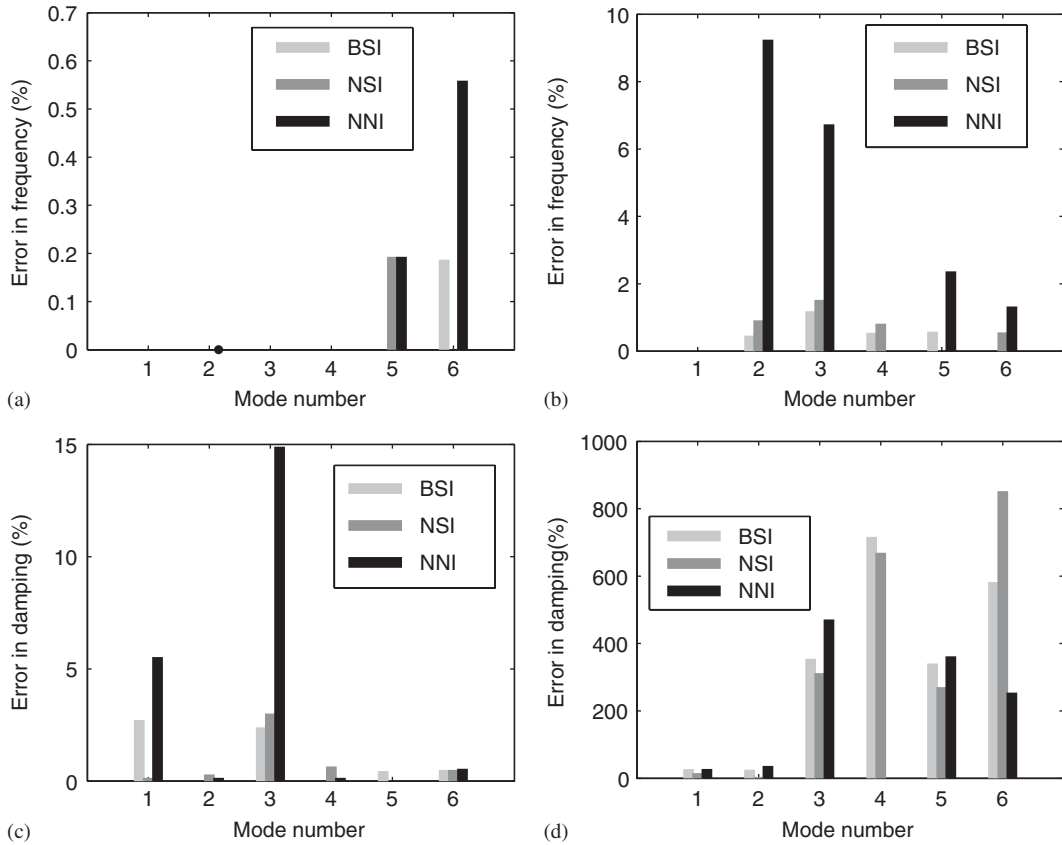 0.7
0.6
0.5
0.4
0.3
0.2
0.1
0
Error in frequency (%)
BSI
NSI
NNI
1 2 3 4 5 6
Mode number
(a)
10
8
6
4
2
0
Error in frequency (%)
BSI
NSI
NNI
1 2 3 4 5 6
Mode number
(b)
15
10
5
0
Error in damping (%)
BSI
NSI
NNI
1 2 3 4 5 6
Mode number
(c)
1000
800
600
400
200
0
Error in damping(%)
BSI
NSI
NNI
1 2 3 4 5 6
Mode number
(d)